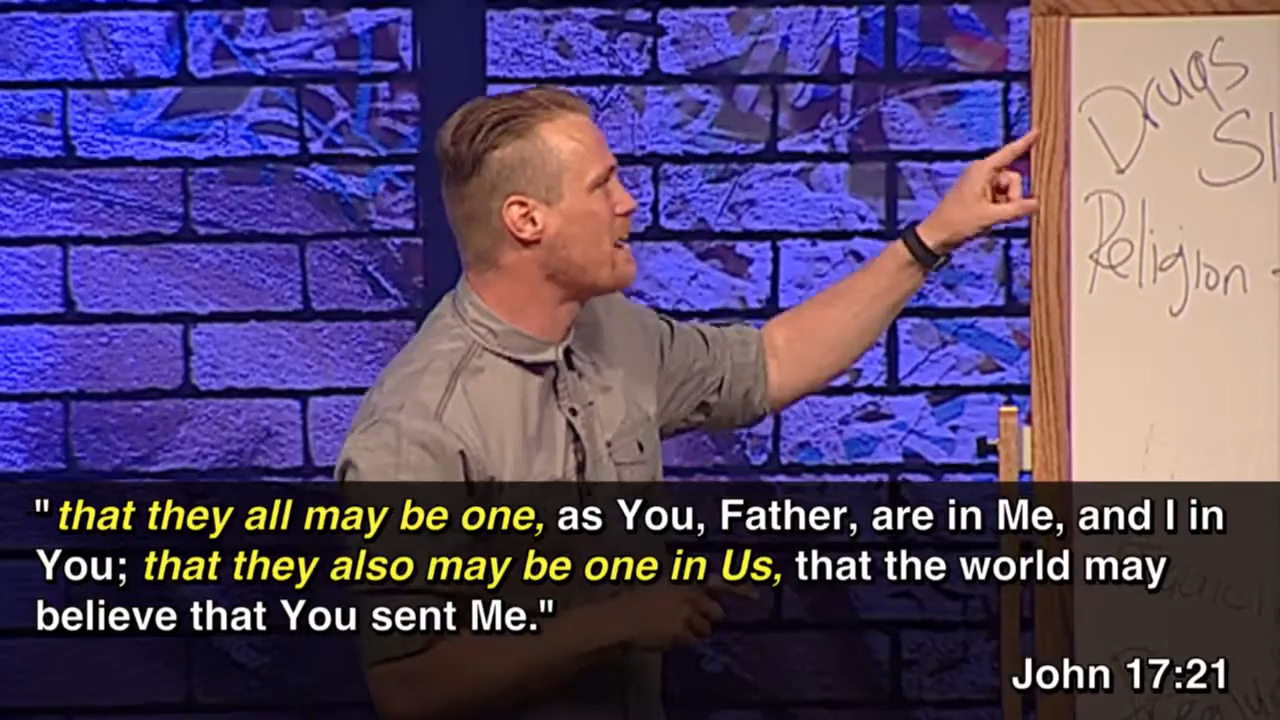 Drugs
Religion -
"that they all may be one, as You, Father, are in Me, and I in
You; that they also may be one in Us, that the world may
believe that You sent Me."
John 17:21